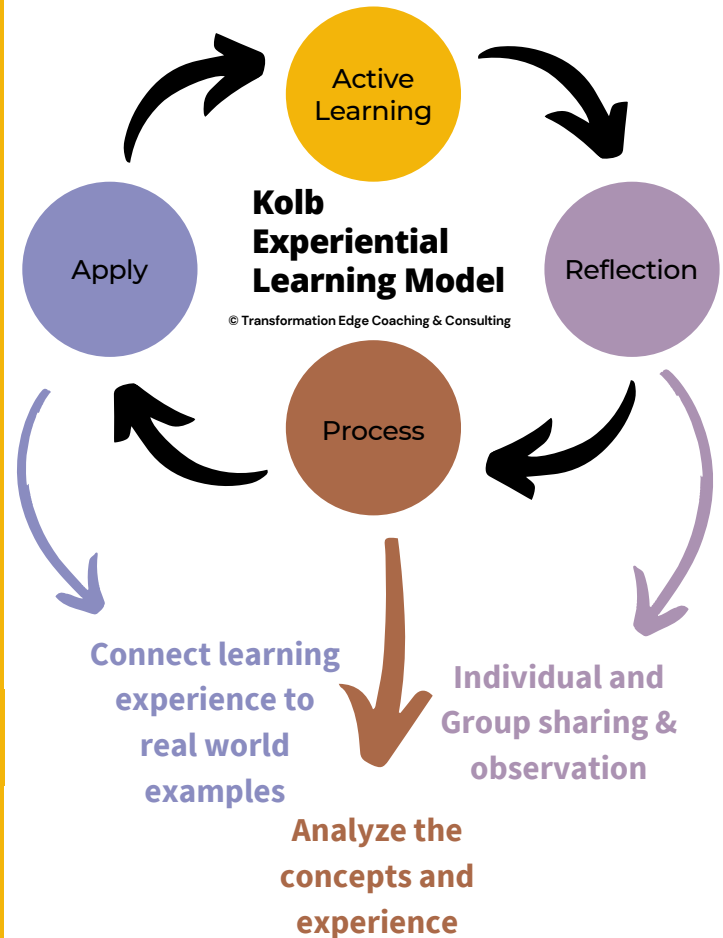 Active
Learning
Kolb
Experiential
Learning Model
© Transformation Edge Coaching & Consulting
Apply
Reflection
Process
Connect learning
experience to
real world
examples
Individual and
Group sharing &
observation
Analyze the
concepts and
experience